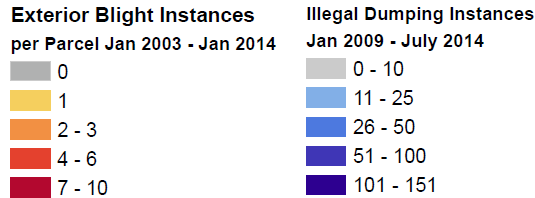 Exterior Blight Instances
per Parcel Jan 2003 - Jan 2014
0
1
2 - 3
4 - 6
7 - 10
Illegal Dumping Instances
Jan 2009 - July 2014
0 - 10
11 - 25
26 - 50
51 - 100
101 - 151